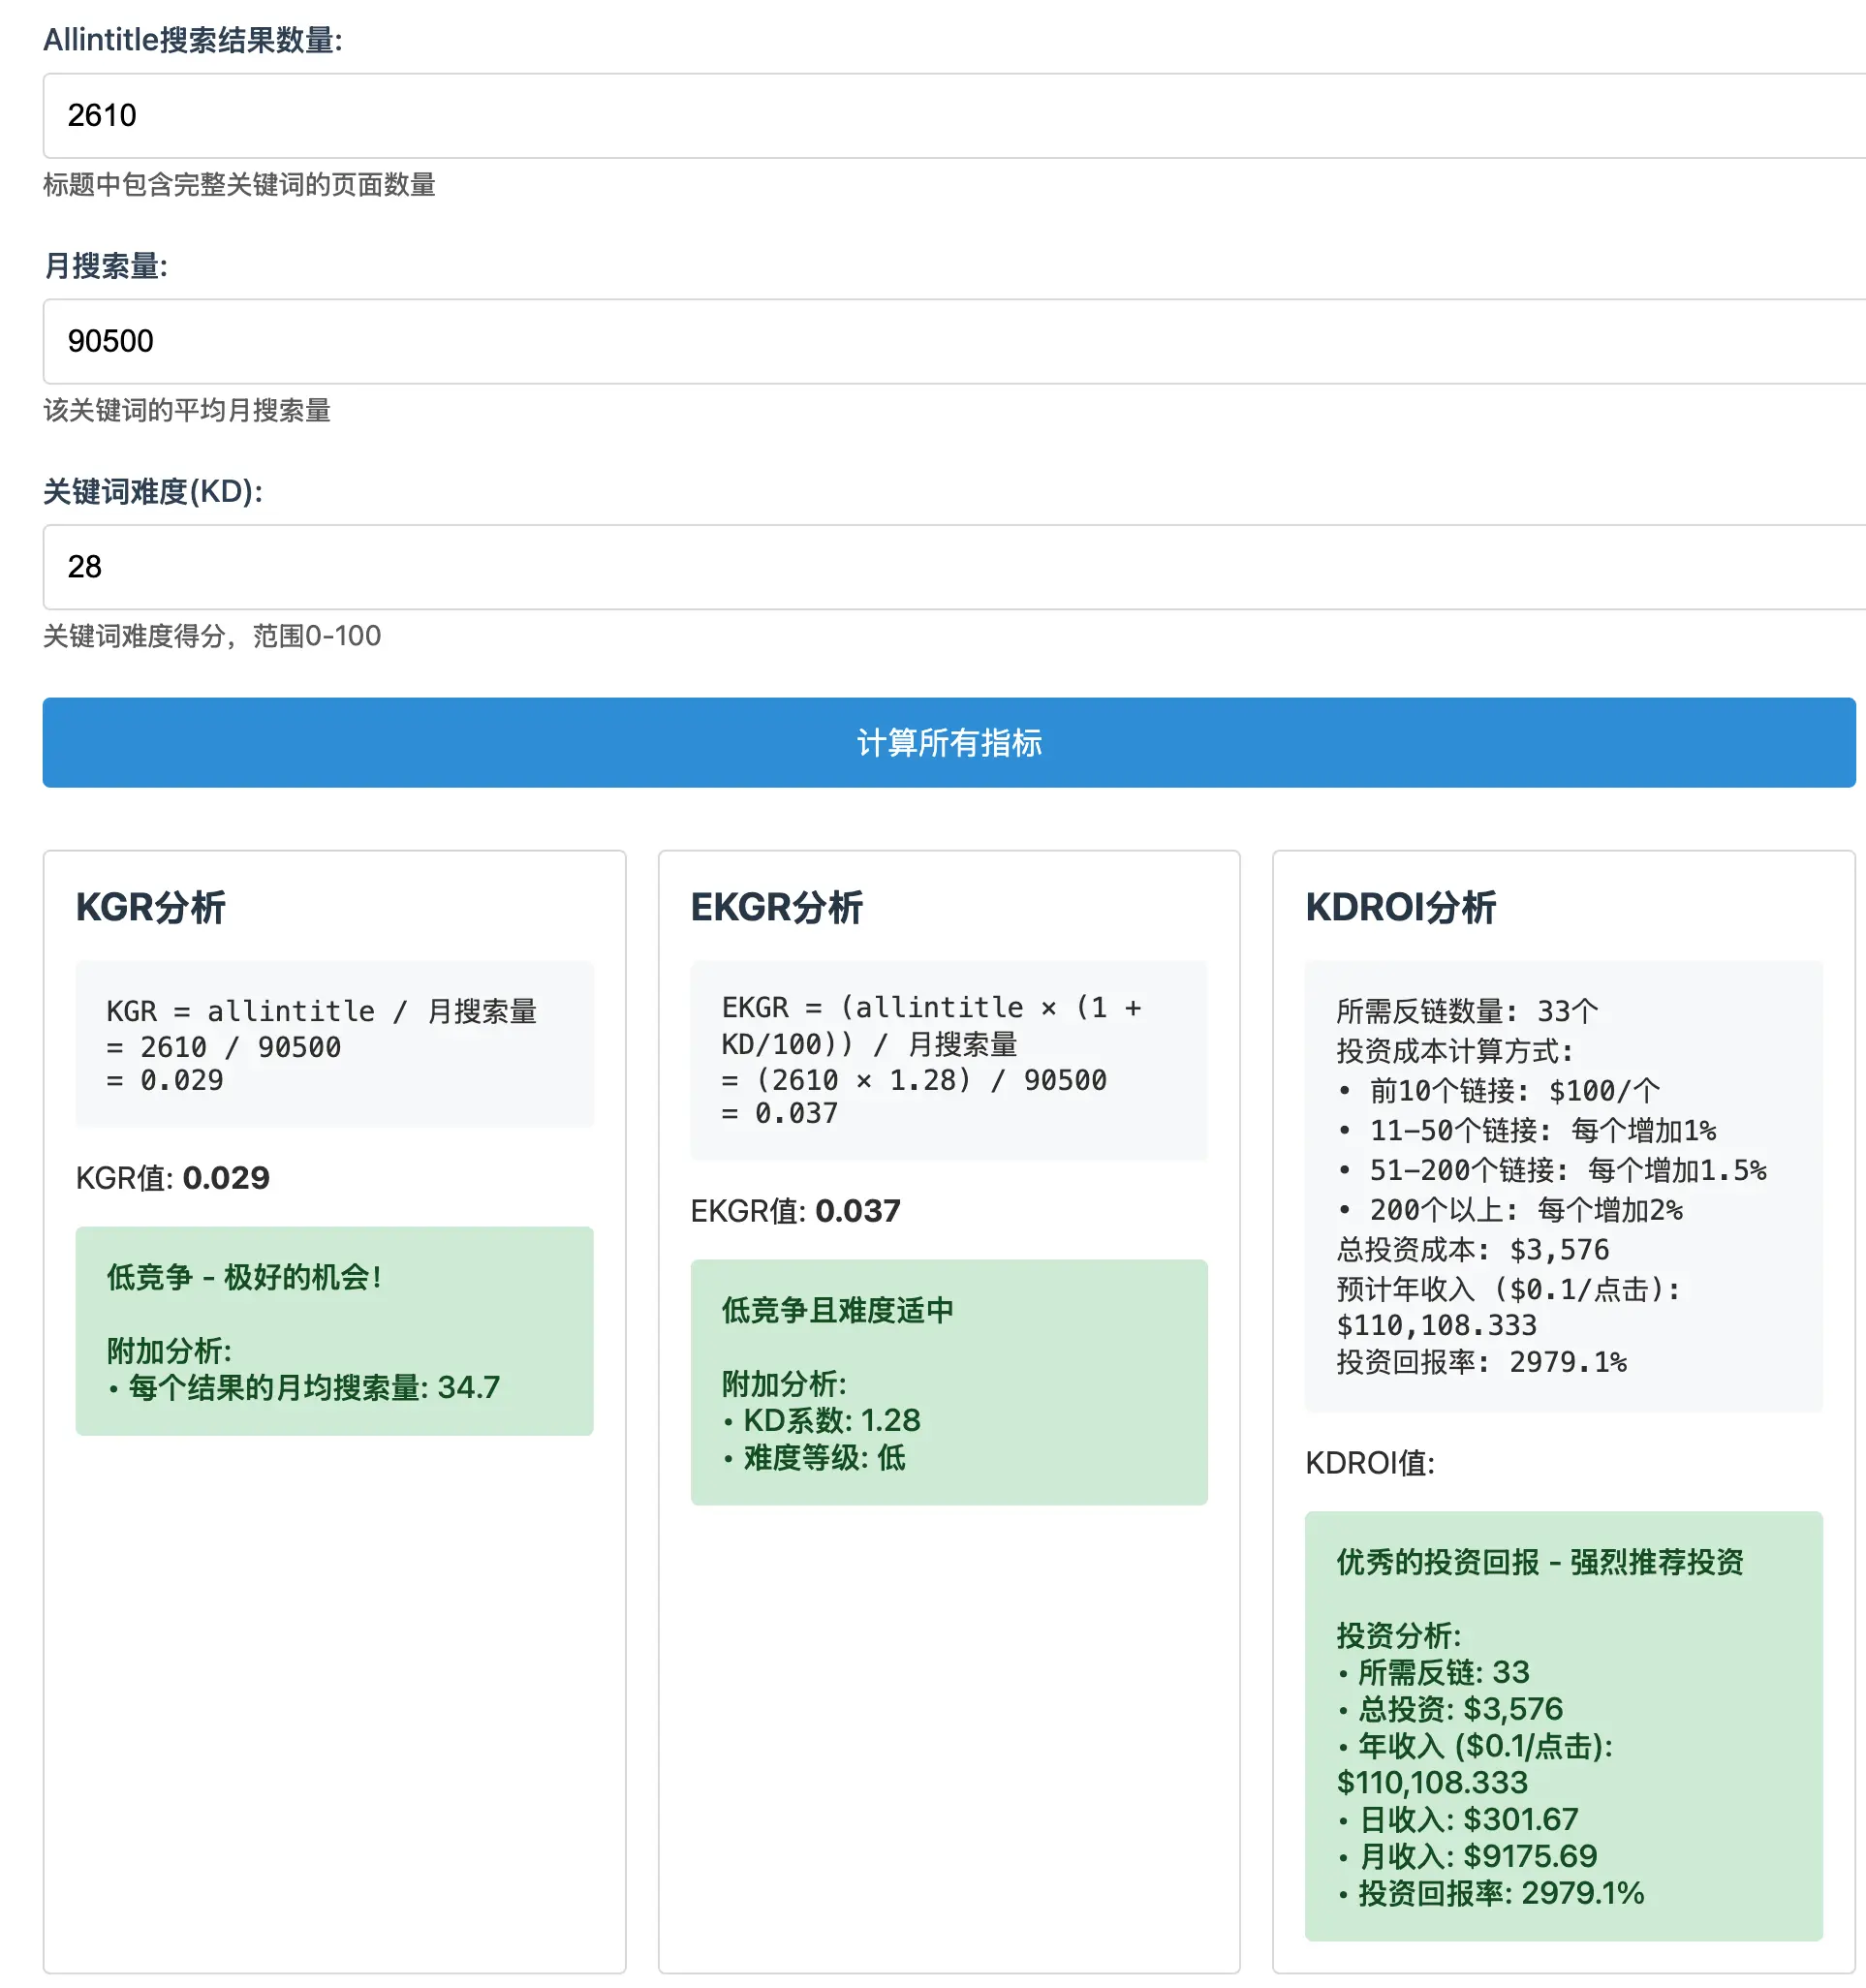 Allintitle搜索结果数量:
2610
标题中包含完整关键词的页面数量
月搜索量:
90500
该关键词的平均月搜索量
关键词难度(KD):
28
关键词难度得分，范围0-100
计算所有指标
KGR分析
KGR = allintitle / 月搜索量
= 2610 / 90500
= 0.029
KGR值: 0.029
低竞争 - 极好的机会!
附加分析:
• 每个结果的月均搜索量: 34.7
EKGR分析
EKGR = (allintitle × (1 +
KD/100)) / 月搜索量
= (2610 × 1.28) / 90500
= 0.037
EKGR值: 0.037
低竞争且难度适中
附加分析:
• KD系数: 1.28
• 难度等级: 低
KDROI分析
所需反链数量: 33个
投资成本计算方式:
• 前10个链接: $100/个
• 11-50个链接: 每个增加1%
• 51-200个链接: 每个增加1.5%
• 200个以上: 每个增加2%
总投资成本: $3,576
预计年收入 ($0.1/点击):
$110,108.333
投资回报率: 2979.1%
KDROI值:
优秀的投资回报 - 强烈推荐投资
投资分析:
• 所需反链: 33
• 总投资: $3,576
• 年收入 ($0.1/点击):
$110,108.333
• 日收入: $301.67
• 月收入: $9175.69
• 投资回报率: 2979.1%